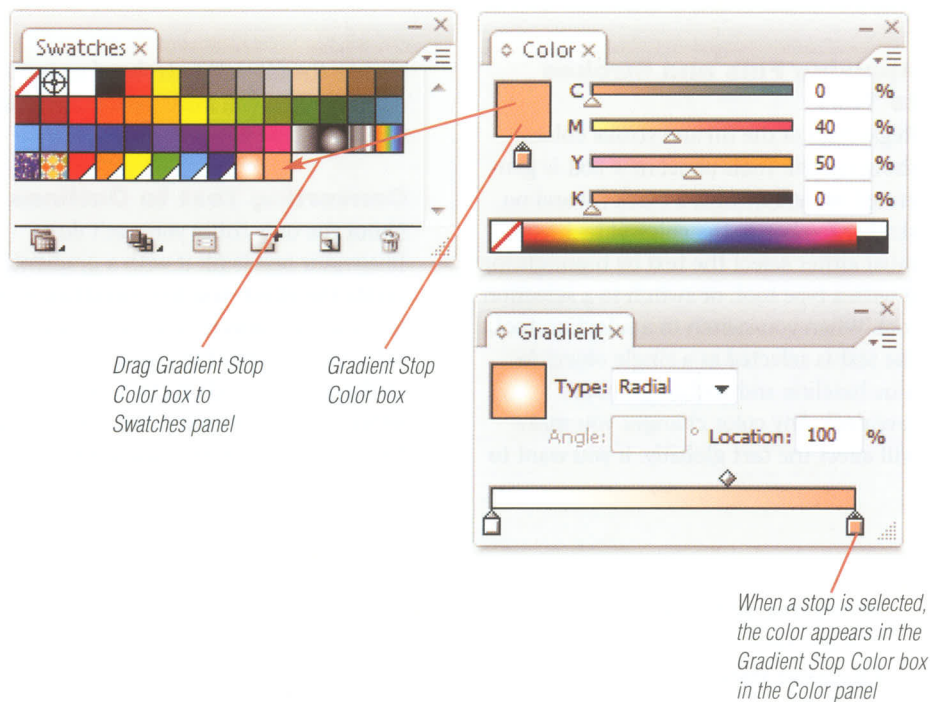 Swatches
Color
C 0 %
M 40 %
Y 50 %
K 0 %
Drag Gradient Stop
Color box to
Swatches panel
Gradient Stop
Color box
Gradient
Type: Radial
Angle: ° Location: 100 %
When a stop is selected,
the color appears in the
Gradient Stop Color box
in the Color panel